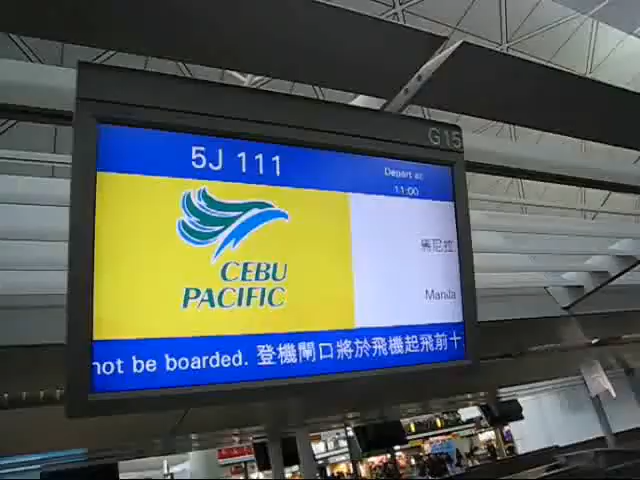 G15
5J 111
Depart at
11:00
CEBU
PACIFIC
馬尼拉
Manila
not be boarded. 登機閘口將於飛機起飛前十